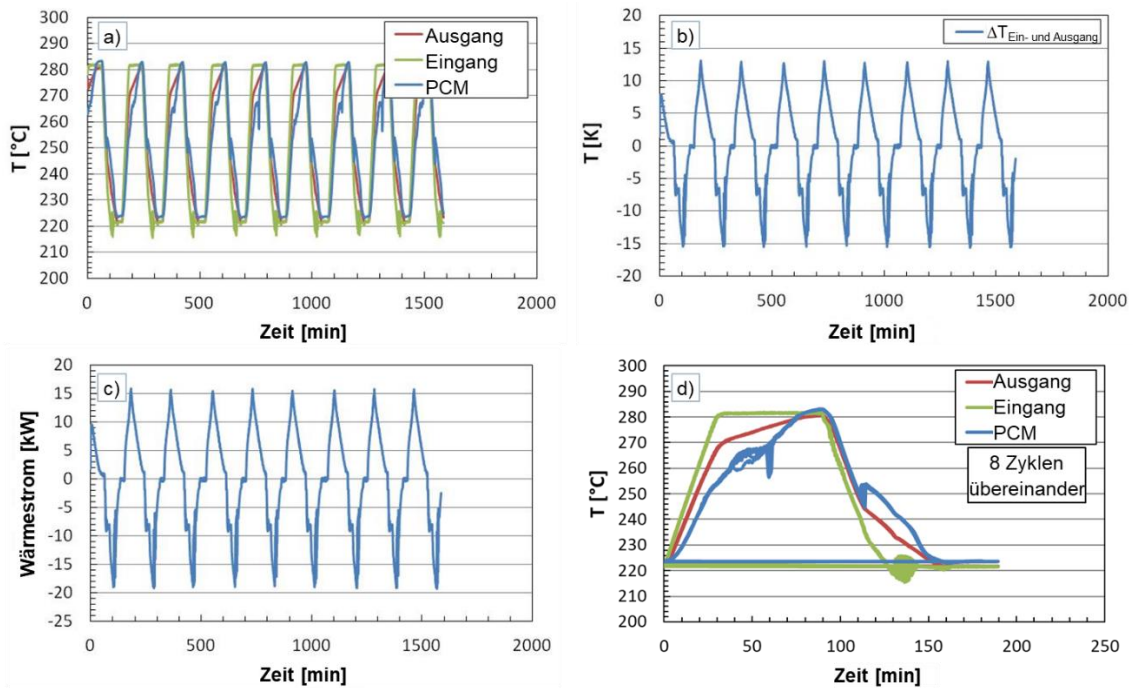 a)
300
290
280
270
260
250
240
230
220
210
200
T [°C]
Ausgang
Eingang
PCM
0
500
1000
1500
2000
Zeit [min]
b)
20
15
10
5
0
-5
-10
-15
-20
T [K]
ΔT Ein- und Ausgang
0
500
1000
1500
2000
Zeit [min]
c)
20
15
10
5
0
-5
-10
-15
-20
-25
Wärmestrom [kW]
0
500
1000
1500
2000
Zeit [min]
d)
300
290
280
270
260
250
240
230
220
210
200
T [°C]
Ausgang
Eingang
PCM
8 Zyklen
übereinander
0
50
100
150
200
250
Zeit [min]